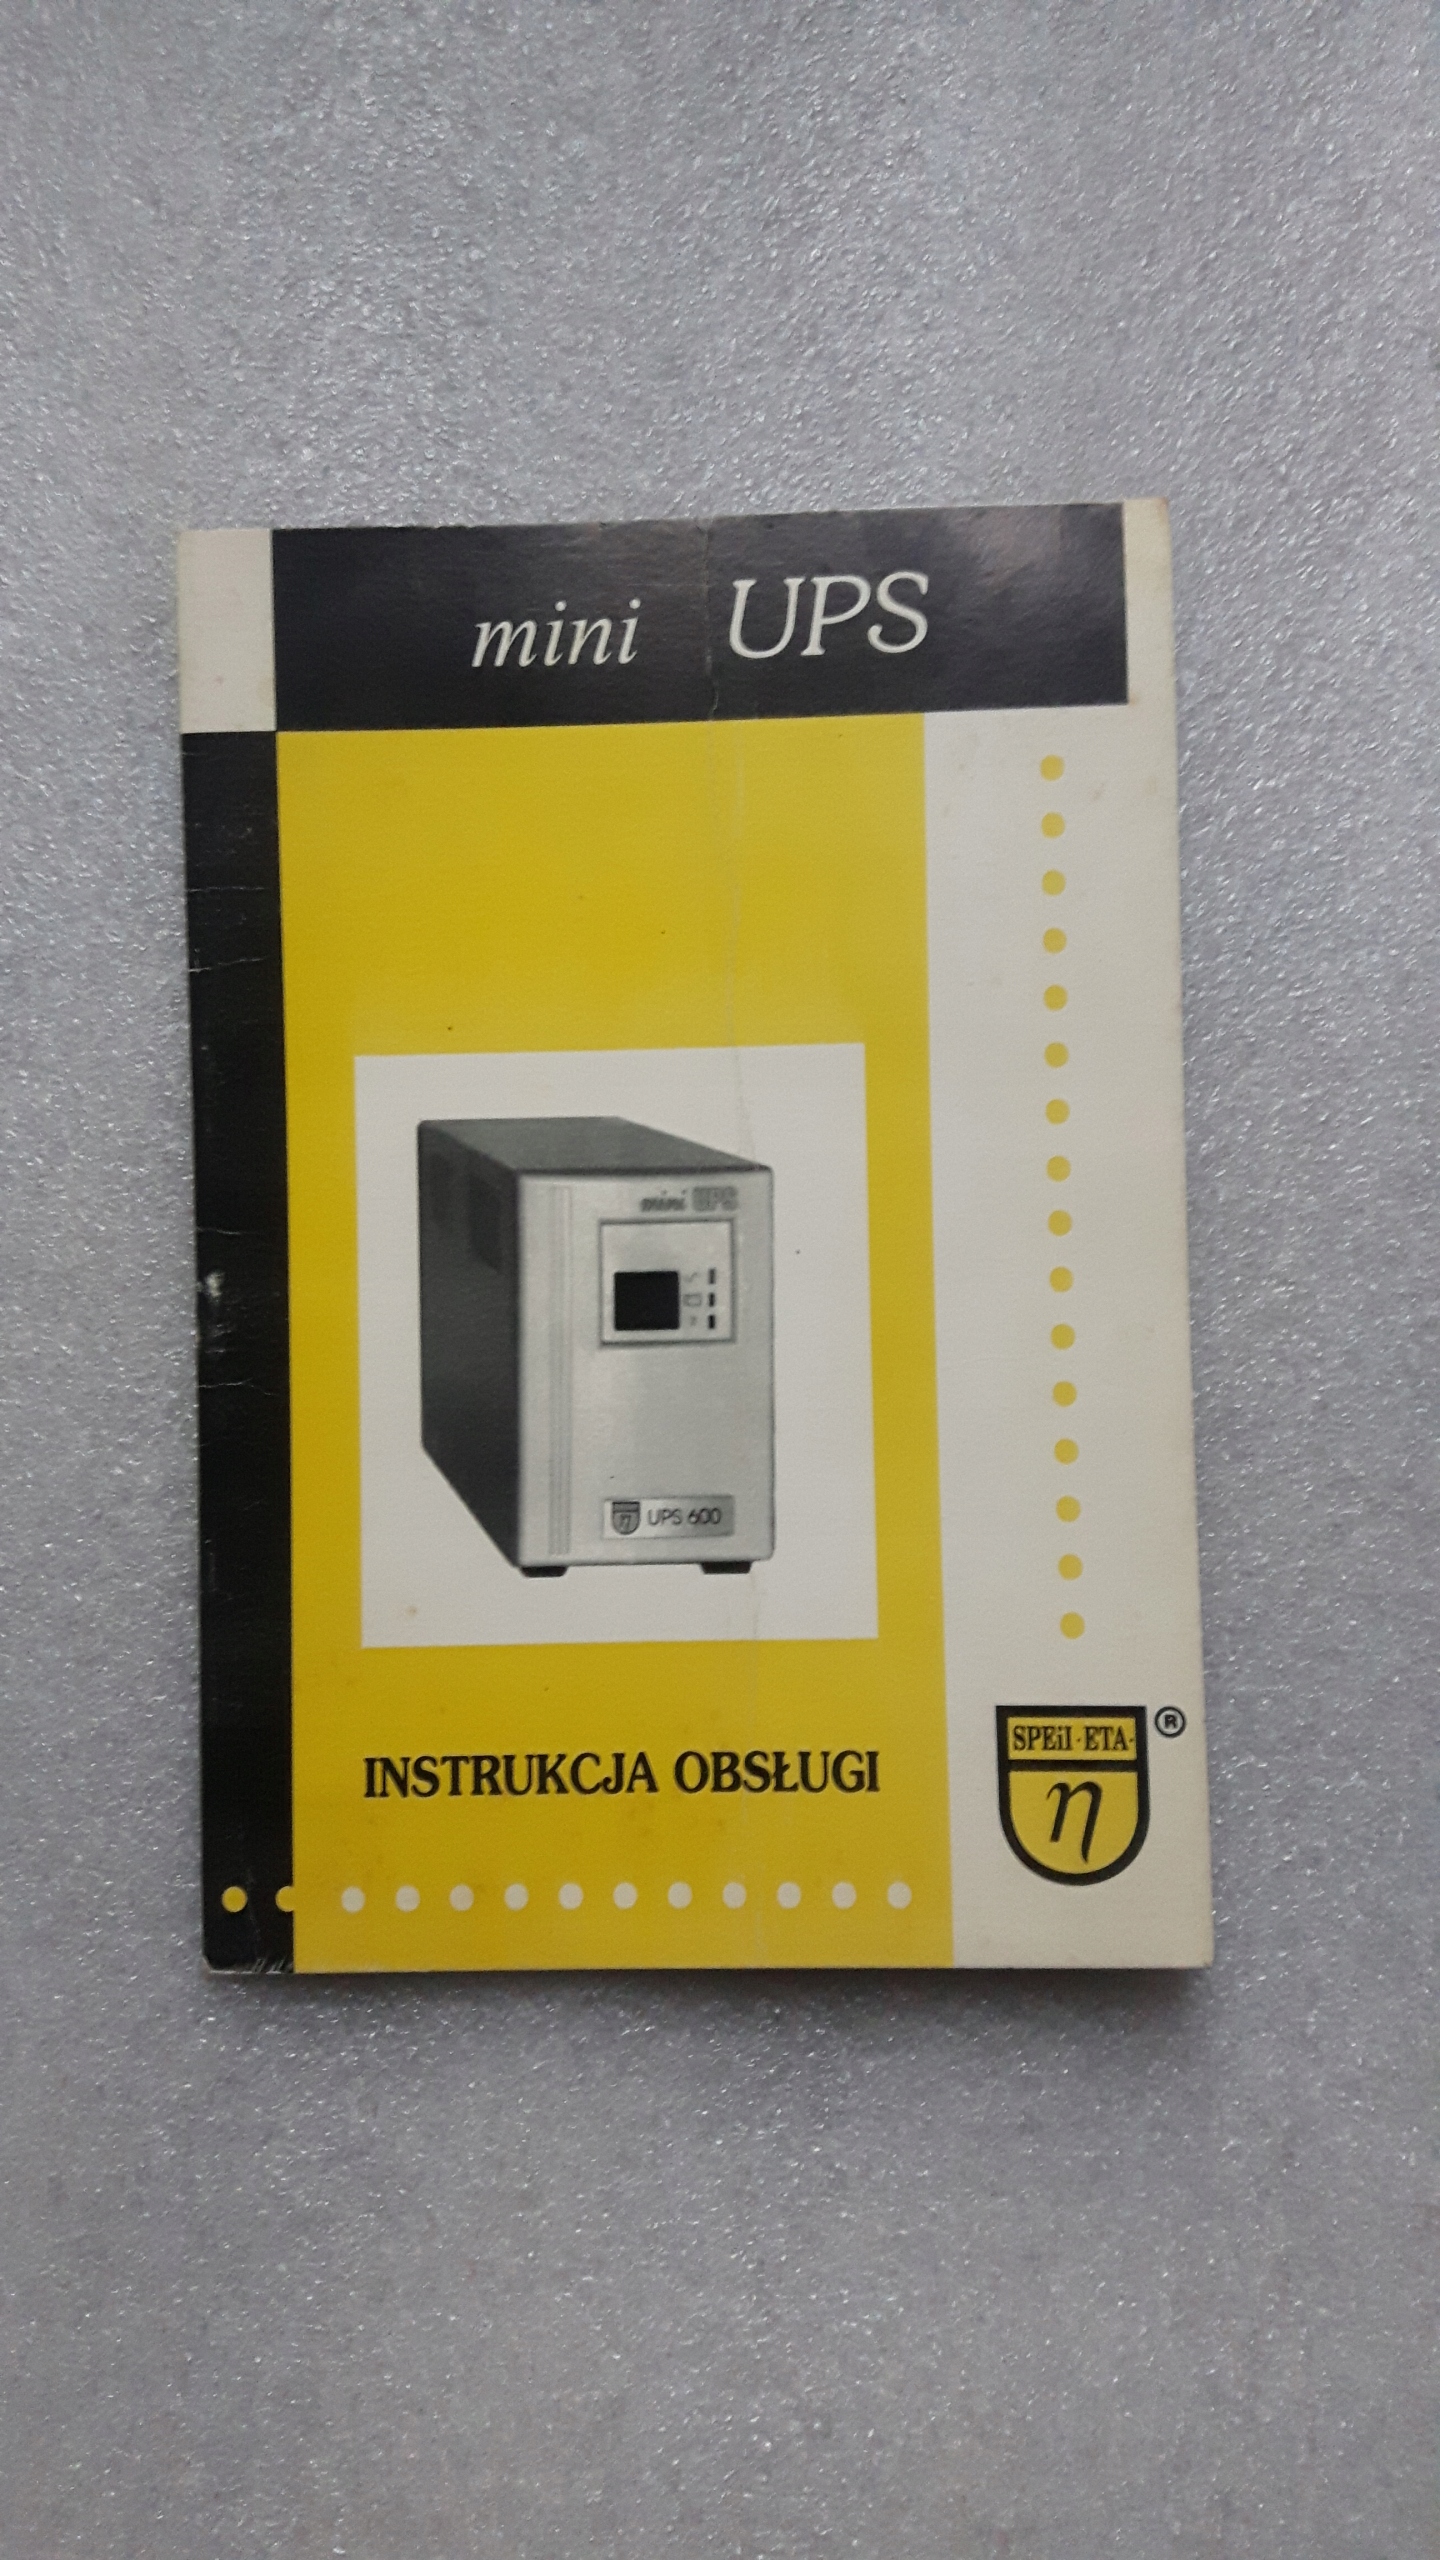 mini UPS
mini UPS
η UPS 600
INSTRUKCJA OBSŁUGI
SPEiI·ETA· ®
η